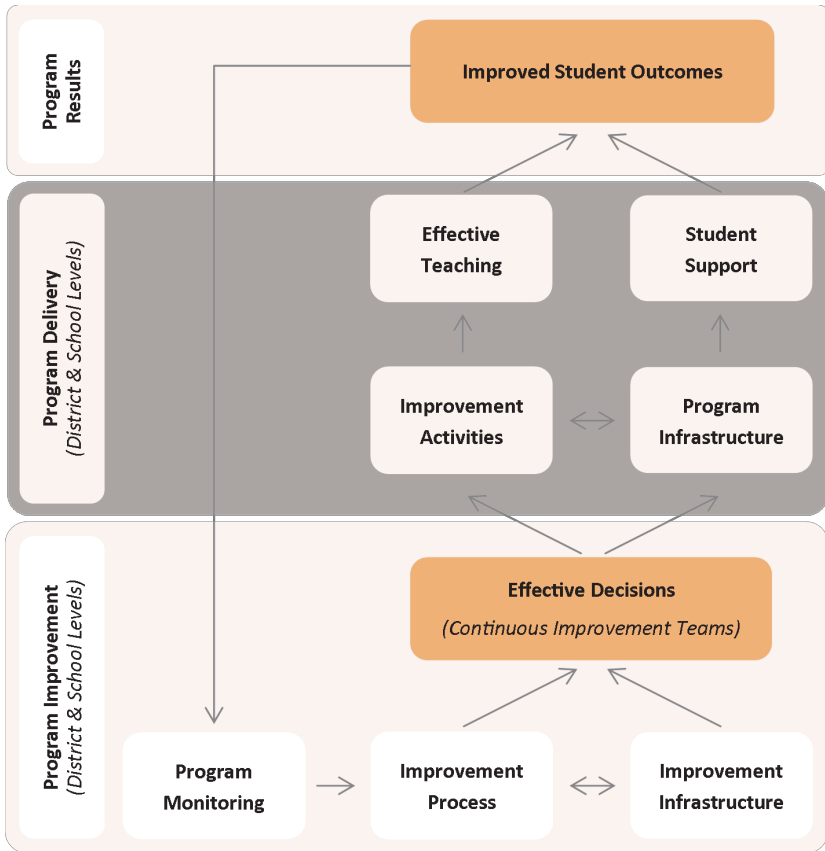 Program
Results
Improved Student Outcomes
Program Delivery
(District & School Levels)
Effective
Teaching
Student
Support
Improvement
Activities
Program
Infrastructure
Program Improvement
(District & School Levels)
Effective Decisions
(Continuous Improvement Teams)
Program
Monitoring
Improvement
Process
Improvement
Infrastructure